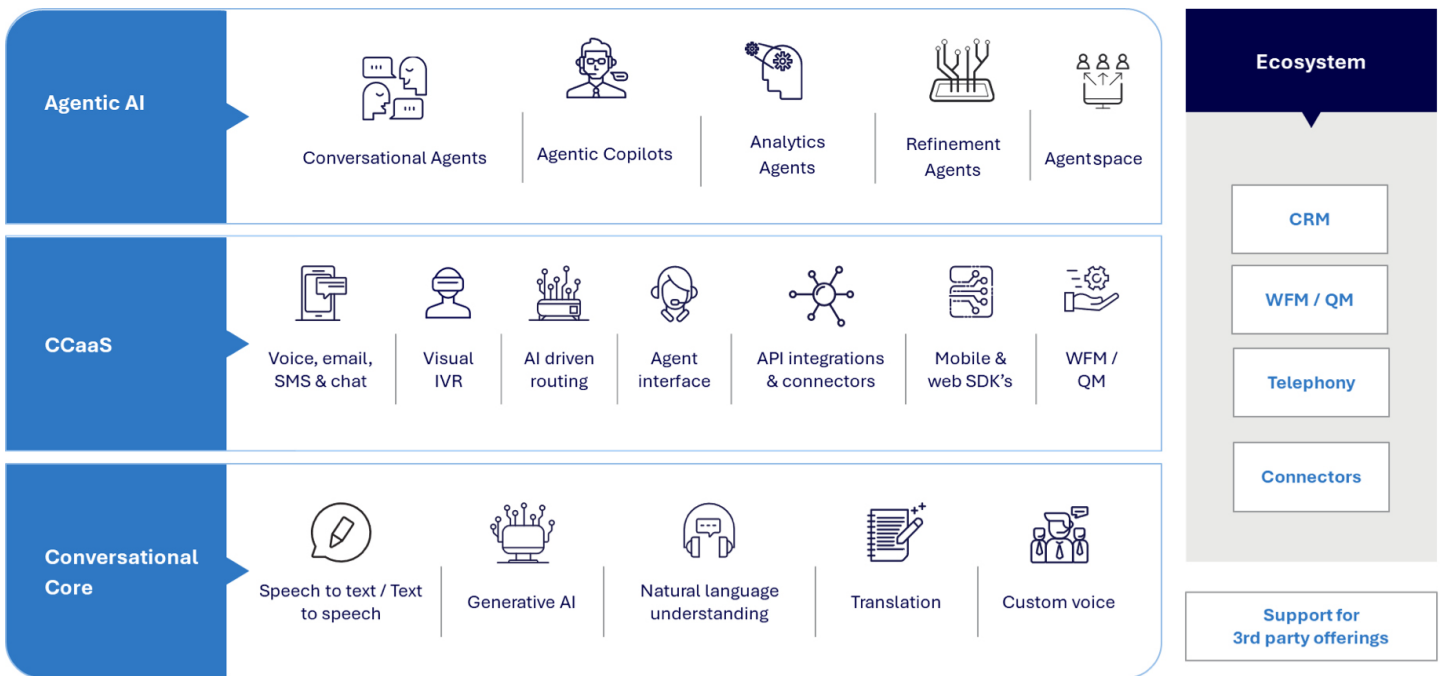 Agentic AI
Conversational Agents
Agentic Copilots
Analytics
Agents
Refinement
Agents
Agentspace
CCaaS
Voice, email,
SMS & chat
Visual
IVR
AI driven
routing
Agent
interface
API integrations
& connectors
Mobile &
web SDK's
WFM /
QM
Conversational
Core
Speech to text / Text
to speech
Generative AI
Natural language
understanding
Translation
Custom voice
Ecosystem
CRM
WFM / QM
Telephony
Connectors
Support for
3rd party offerings